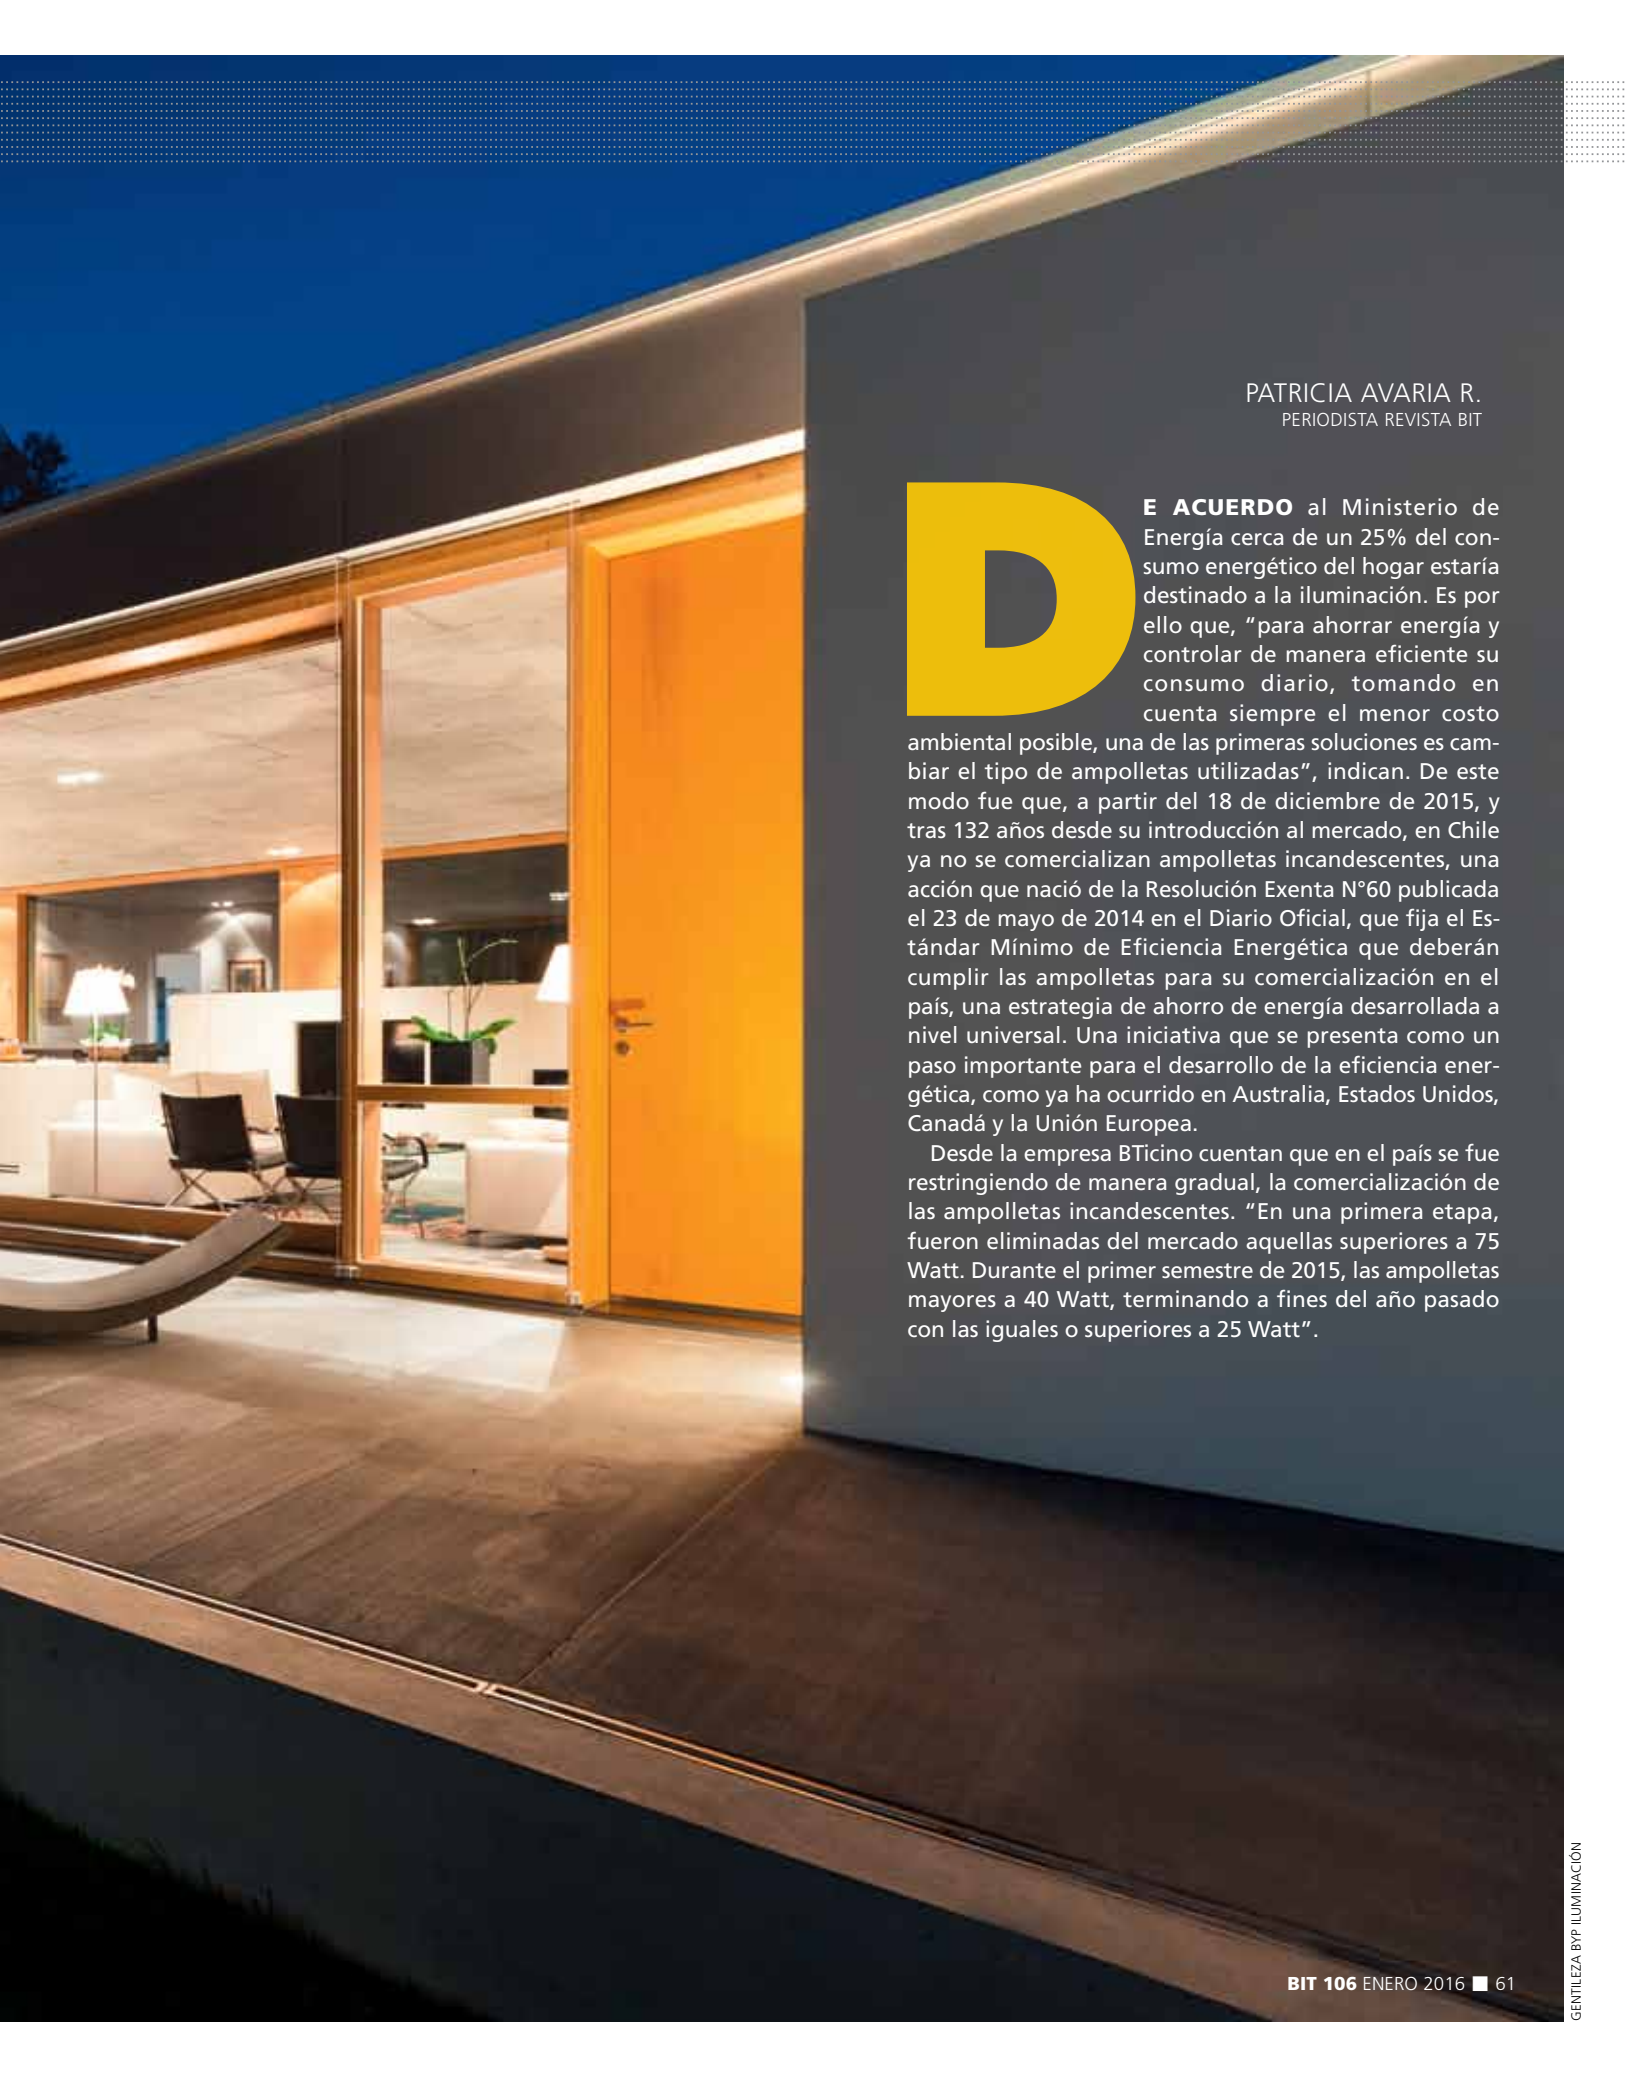 PATRICIA AVARIA R.
PERIODISTA REVISTA BIT
DE ACUERDO al Ministerio de
Energía cerca de un 25% del con-
sumo energético del hogar estaría
destinado a la iluminación. Es por
ello que, “para ahorrar energía y
controlar de manera eficiente su
consumo diario, tomando en
cuenta siempre el menor costo
ambiental posible, una de las primeras soluciones es cam-
biar el tipo de ampolletas utilizadas”, indican. De este
modo fue que, a partir del 18 de diciembre de 2015, y
tras 132 años desde su introducción al mercado, en Chile
ya no se comercializan ampolletas incandescentes, una
acción que nació de la Resolución Exenta N°60 publicada
el 23 de mayo de 2014 en el Diario Oficial, que fija el Es-
tándar Mínimo de Eficiencia Energética que deberán
cumplir las ampolletas para su comercialización en el
país, una estrategia de ahorro de energía desarrollada a
nivel universal. Una iniciativa que se presenta como un
paso importante para el desarrollo de la eficiencia ener-
gética, como ya ha ocurrido en Australia, Estados Unidos,
Canadá y la Unión Europea.
Desde la empresa BTicino cuentan que en el país se fue
restringiendo de manera gradual, la comercialización de
las ampolletas incandescentes. “En una primera etapa,
fueron eliminadas del mercado aquellas superiores a 75
Watt. Durante el primer semestre de 2015, las ampolletas
mayores a 40 Watt, terminando a fines del año pasado
con las iguales o superiores a 25 Watt”.
GENTILEZA BYP ILUMINACIÓN
BIT 106 ENERO 2016 ■ 61